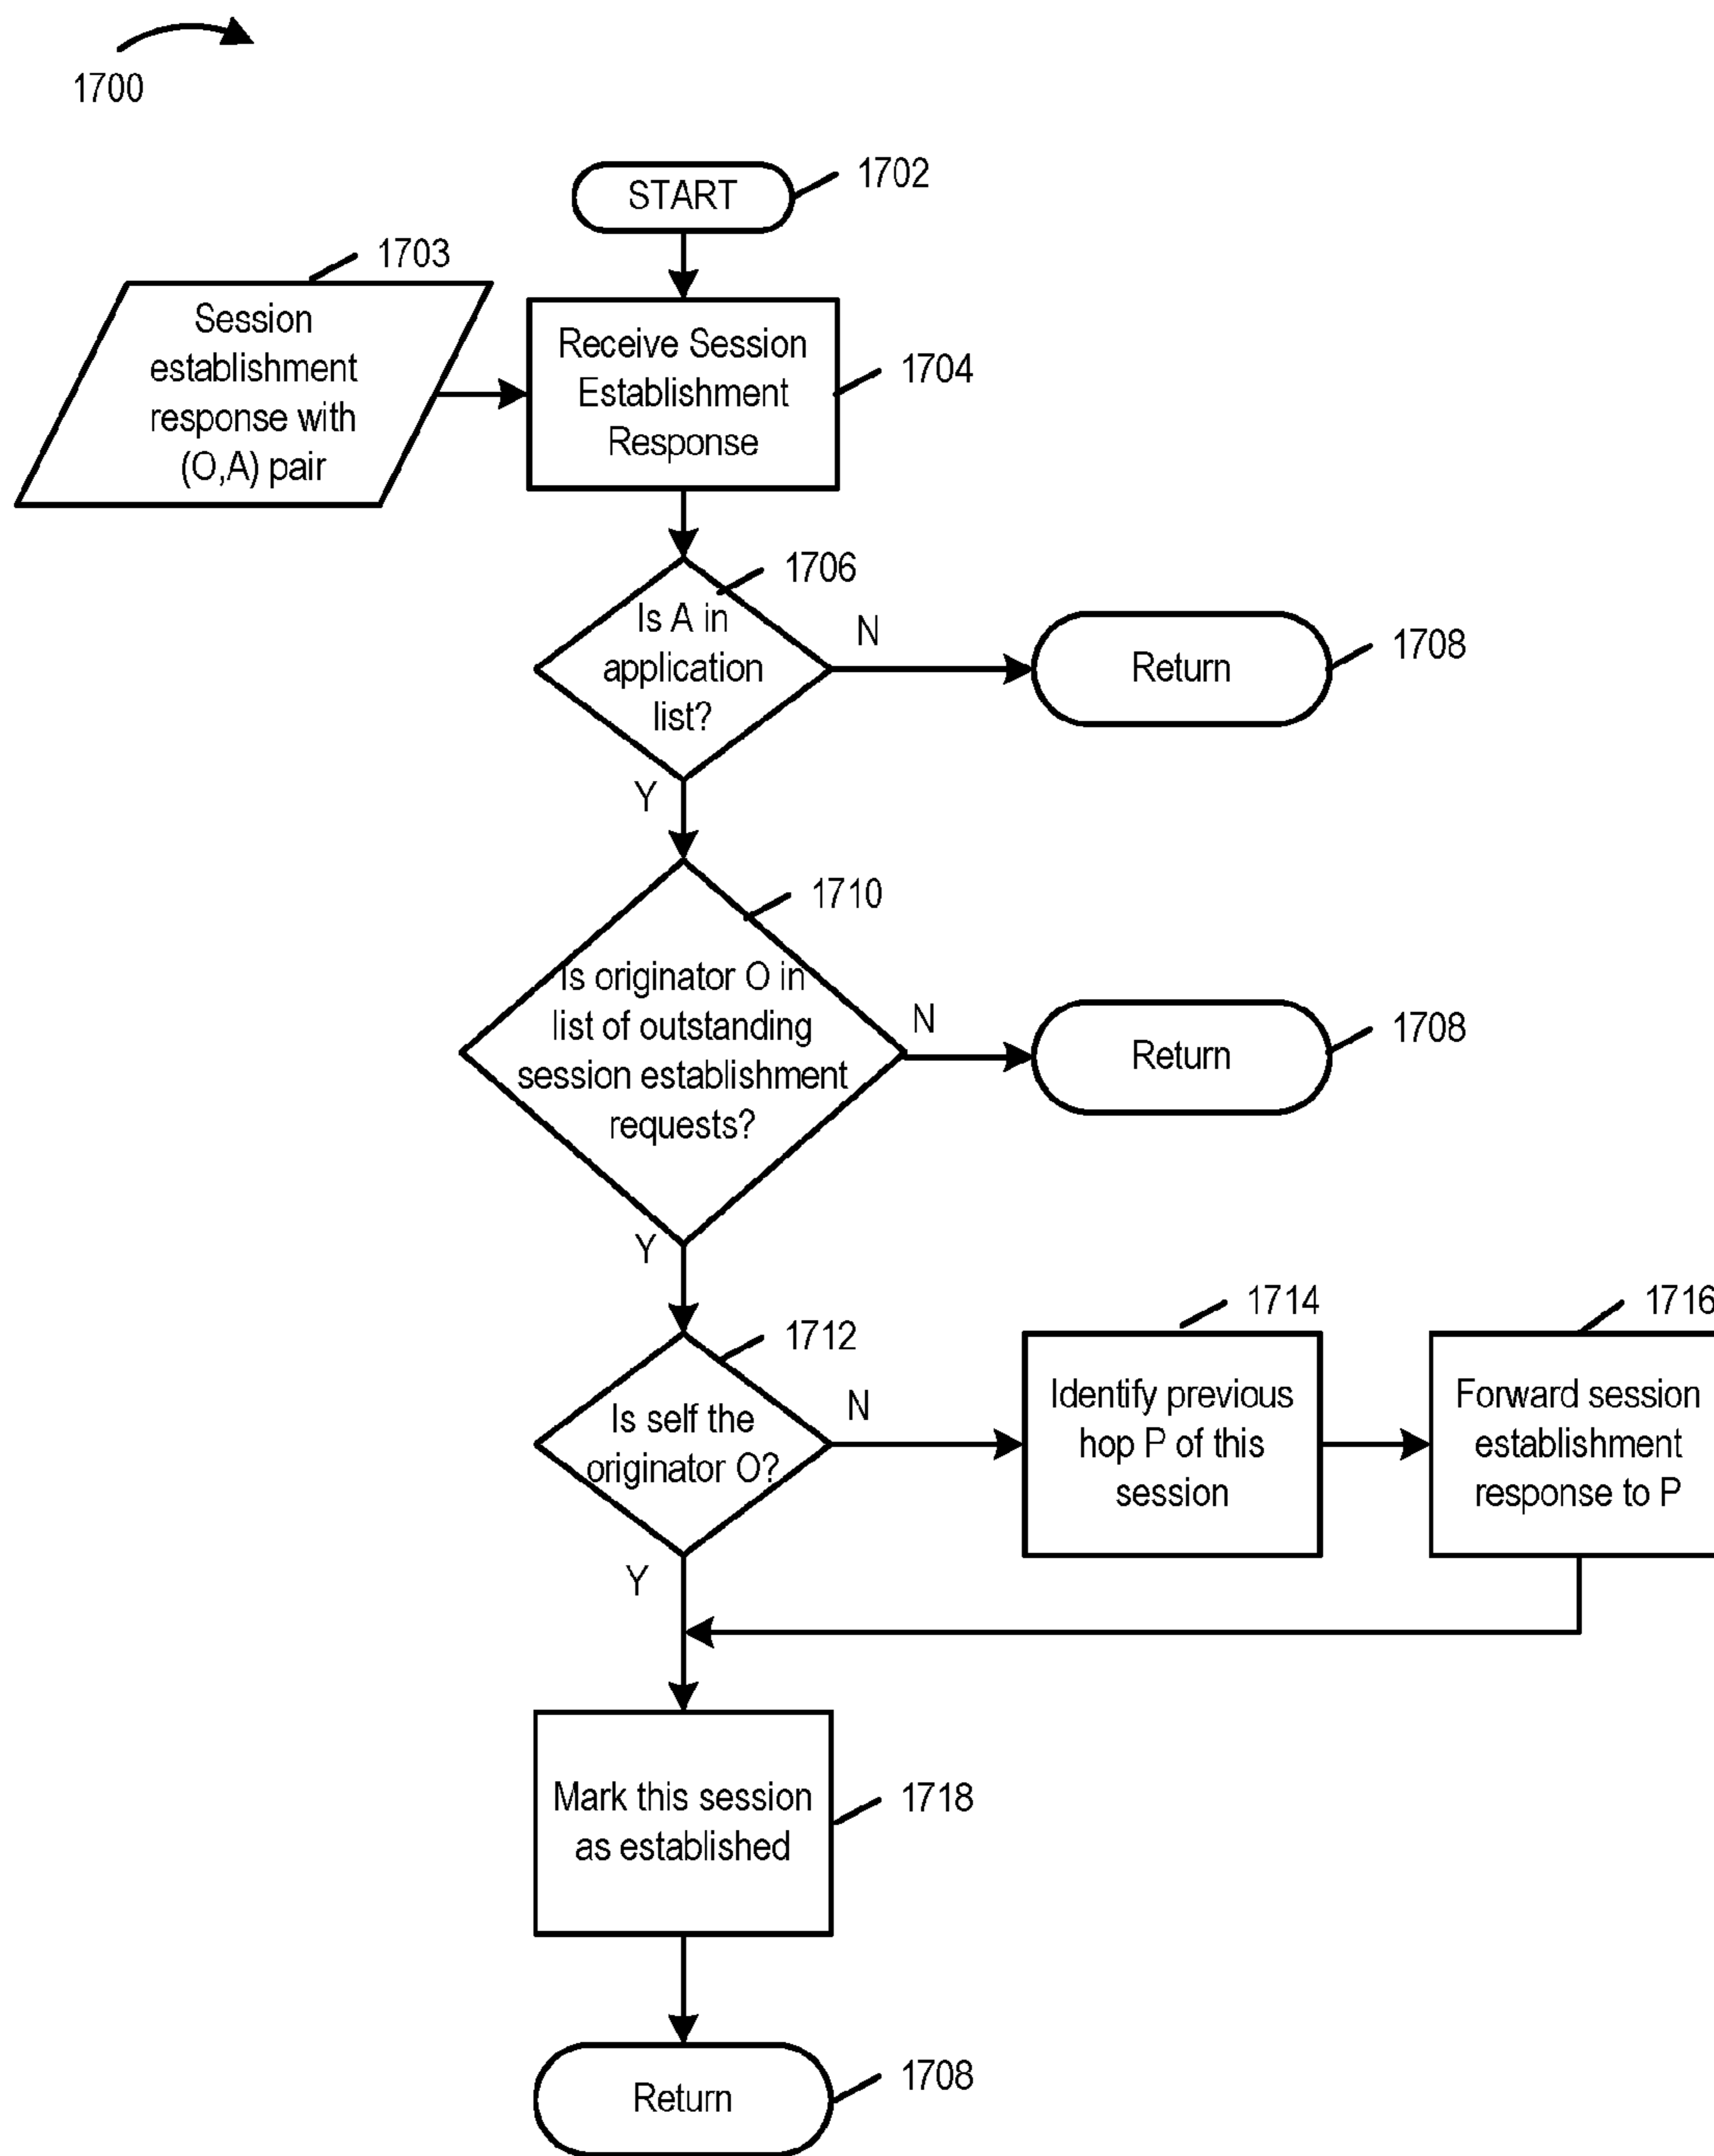 1700
START
1702
1703
Session
establishment
response with
(O,A) pair
Receive Session
Establishment
Response
1704
1706
Is A in
application
list?
N
Return
1708
Y
1710
Is originator O in
list of outstanding
session establishment
requests?
N
Return
1708
Y
1712
Is self the
originator O?
N
1714
Identify previous
hop P of this
session
1716
Forward session
establishment
response to P
Y
Mark this session
as established
1718
Return
1708